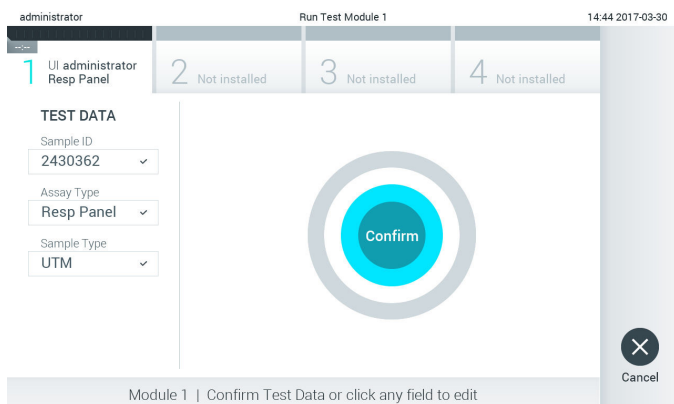 administrator Run Test Module 1 14:44 2017-03-30
--:--
1 UI administrator
Resp Panel
2 Not installed
3 Not installed
4 Not installed
TEST DATA
Sample ID
2430362
Assay Type
Resp Panel
Sample Type
UTM
Confirm
Cancel
Module 1 | Confirm Test Data or click any field to edit